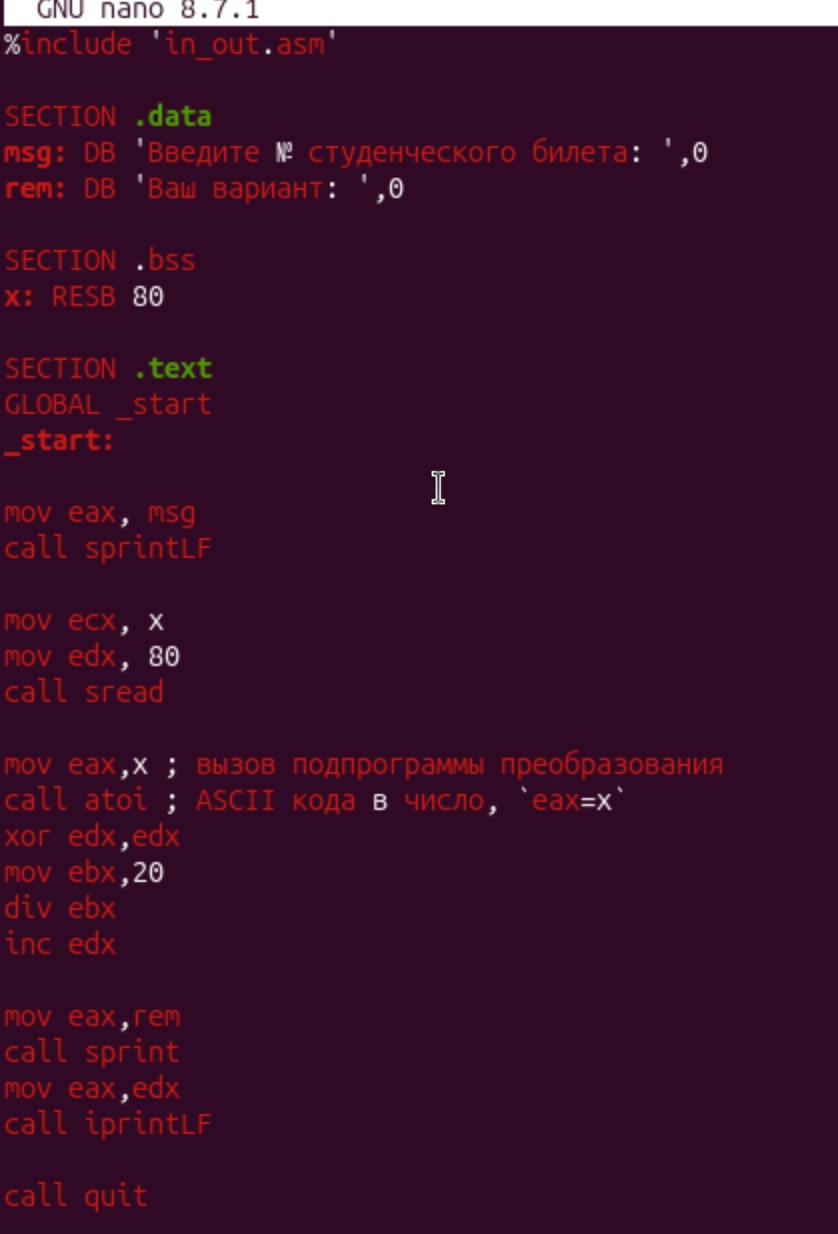 GNU nano 8.7.1
%include 'in_out.asm'
SECTION .data
msg: DB 'Введите № студенческого билета: ',0
rem: DB 'Ваш вариант: ',0
SECTION .bss
x: RESB 80
SECTION .text
GLOBAL _start
_start:
mov eax, msg
call sprintLF
mov ecx, x
mov edx, 80
call sread
mov eax,x ; вызов подпрограммы преобразования
call atoi ; ASCII кода в число, `eax=x`
xor edx,edx
mov ebx,20
div ebx
inc edx
mov eax,rem
call sprint
mov eax,edx
call iprintLF
call quit